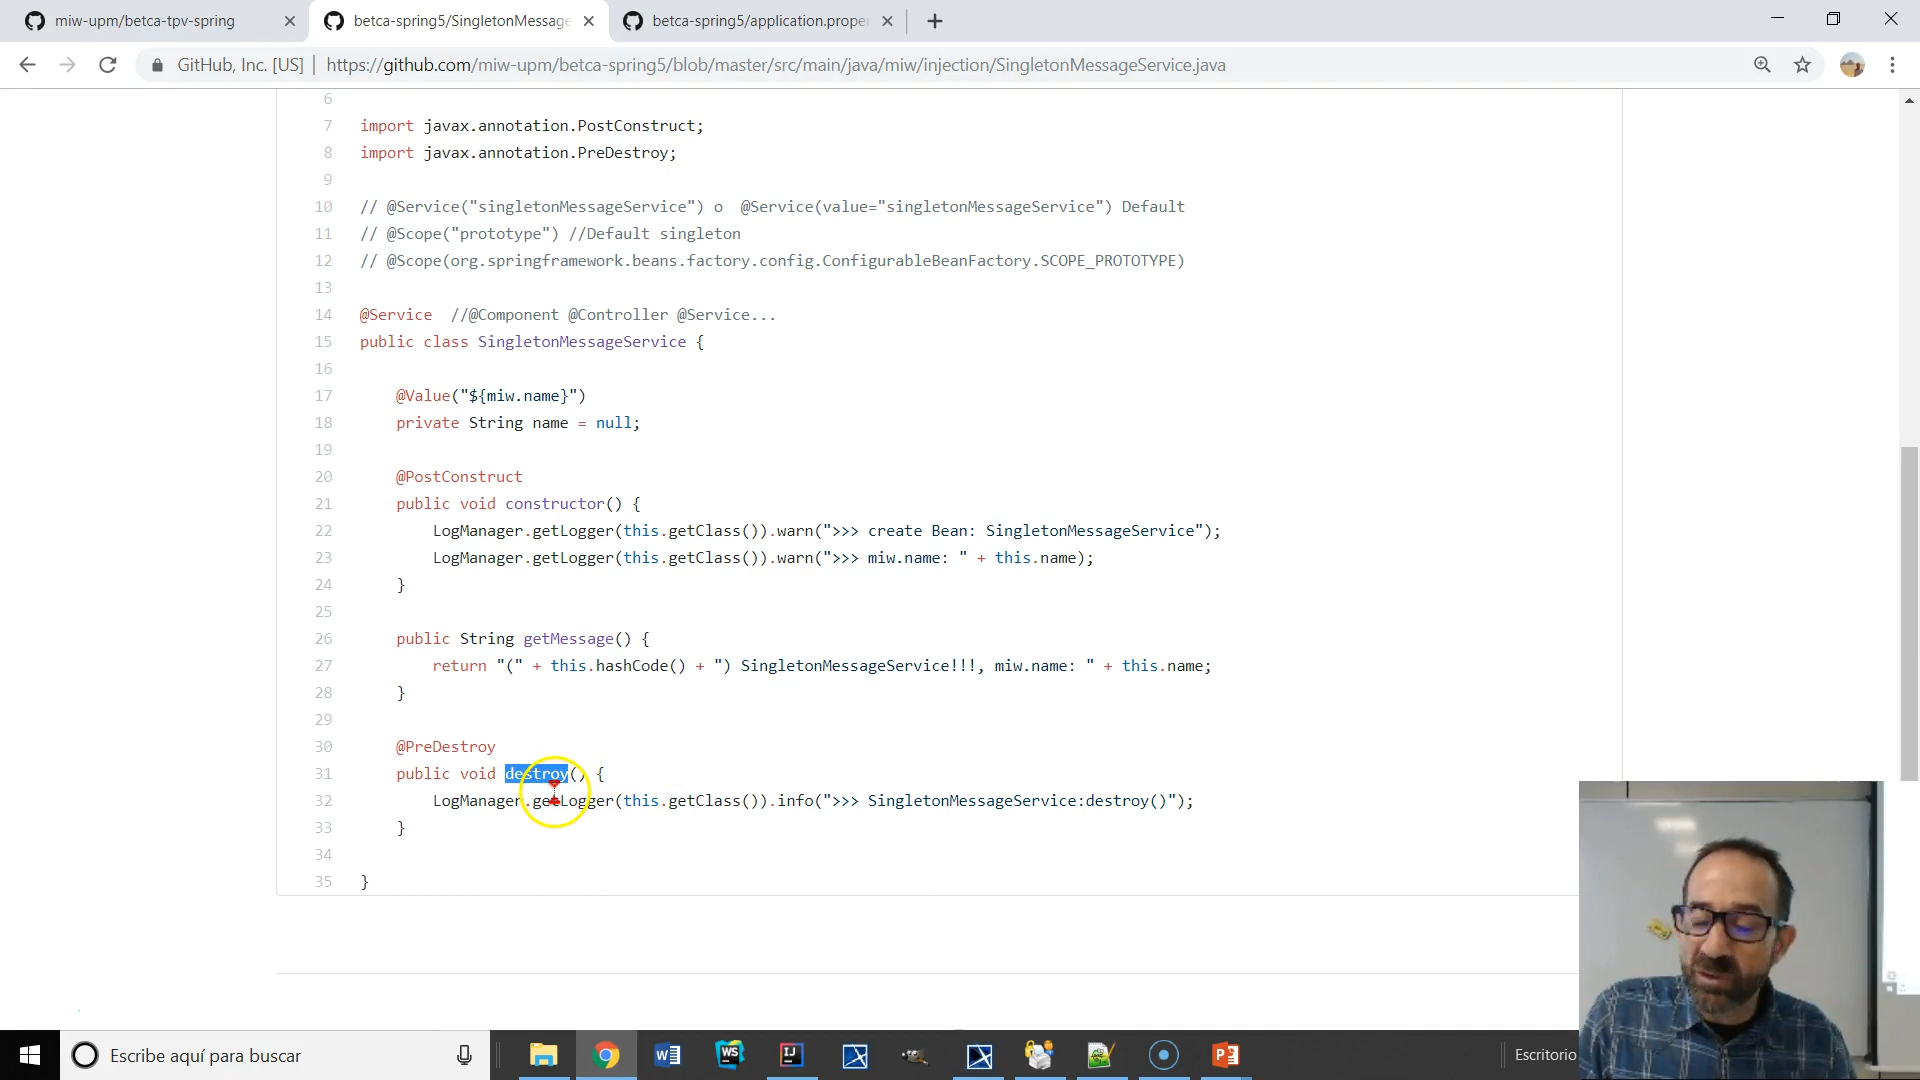 miw-upm/betca-tpv-spring
betca-spring5/SingletonMessage
betca-spring5/application.proper
GitHub, Inc. [US] | https://github.com/miw-upm/betca-spring5/blob/master/src/main/java/miw/injection/SingletonMessageService.java
6
7 import javax.annotation.PostConstruct;
8 import javax.annotation.PreDestroy;
9
10 // @Service("singletonMessageService") o  @Service(value="singletonMessageService") Default
11 // @Scope("prototype") //Default singleton
12 // @Scope(org.springframework.beans.factory.config.ConfigurableBeanFactory.SCOPE_PROTOTYPE)
13
14 @Service  //@Component @Controller @Service...
15 public class SingletonMessageService {
16
17     @Value("${miw.name}")
18     private String name = null;
19
20     @PostConstruct
21     public void constructor() {
22         LogManager.getLogger(this.getClass()).warn(">>> create Bean: SingletonMessageService");
23         LogManager.getLogger(this.getClass()).warn(">>> miw.name: " + this.name);
24     }
25
26     public String getMessage() {
27         return "(" + this.hashCode() + ") SingletonMessageService!!!, miw.name: " + this.name;
28     }
29
30     @PreDestroy
31     public void destroy() {
32         LogManager.getLogger(this.getClass()).info(">>> SingletonMessageService:destroy()");
33     }
34
35 }
Escribe aquí para buscar
Escritorio